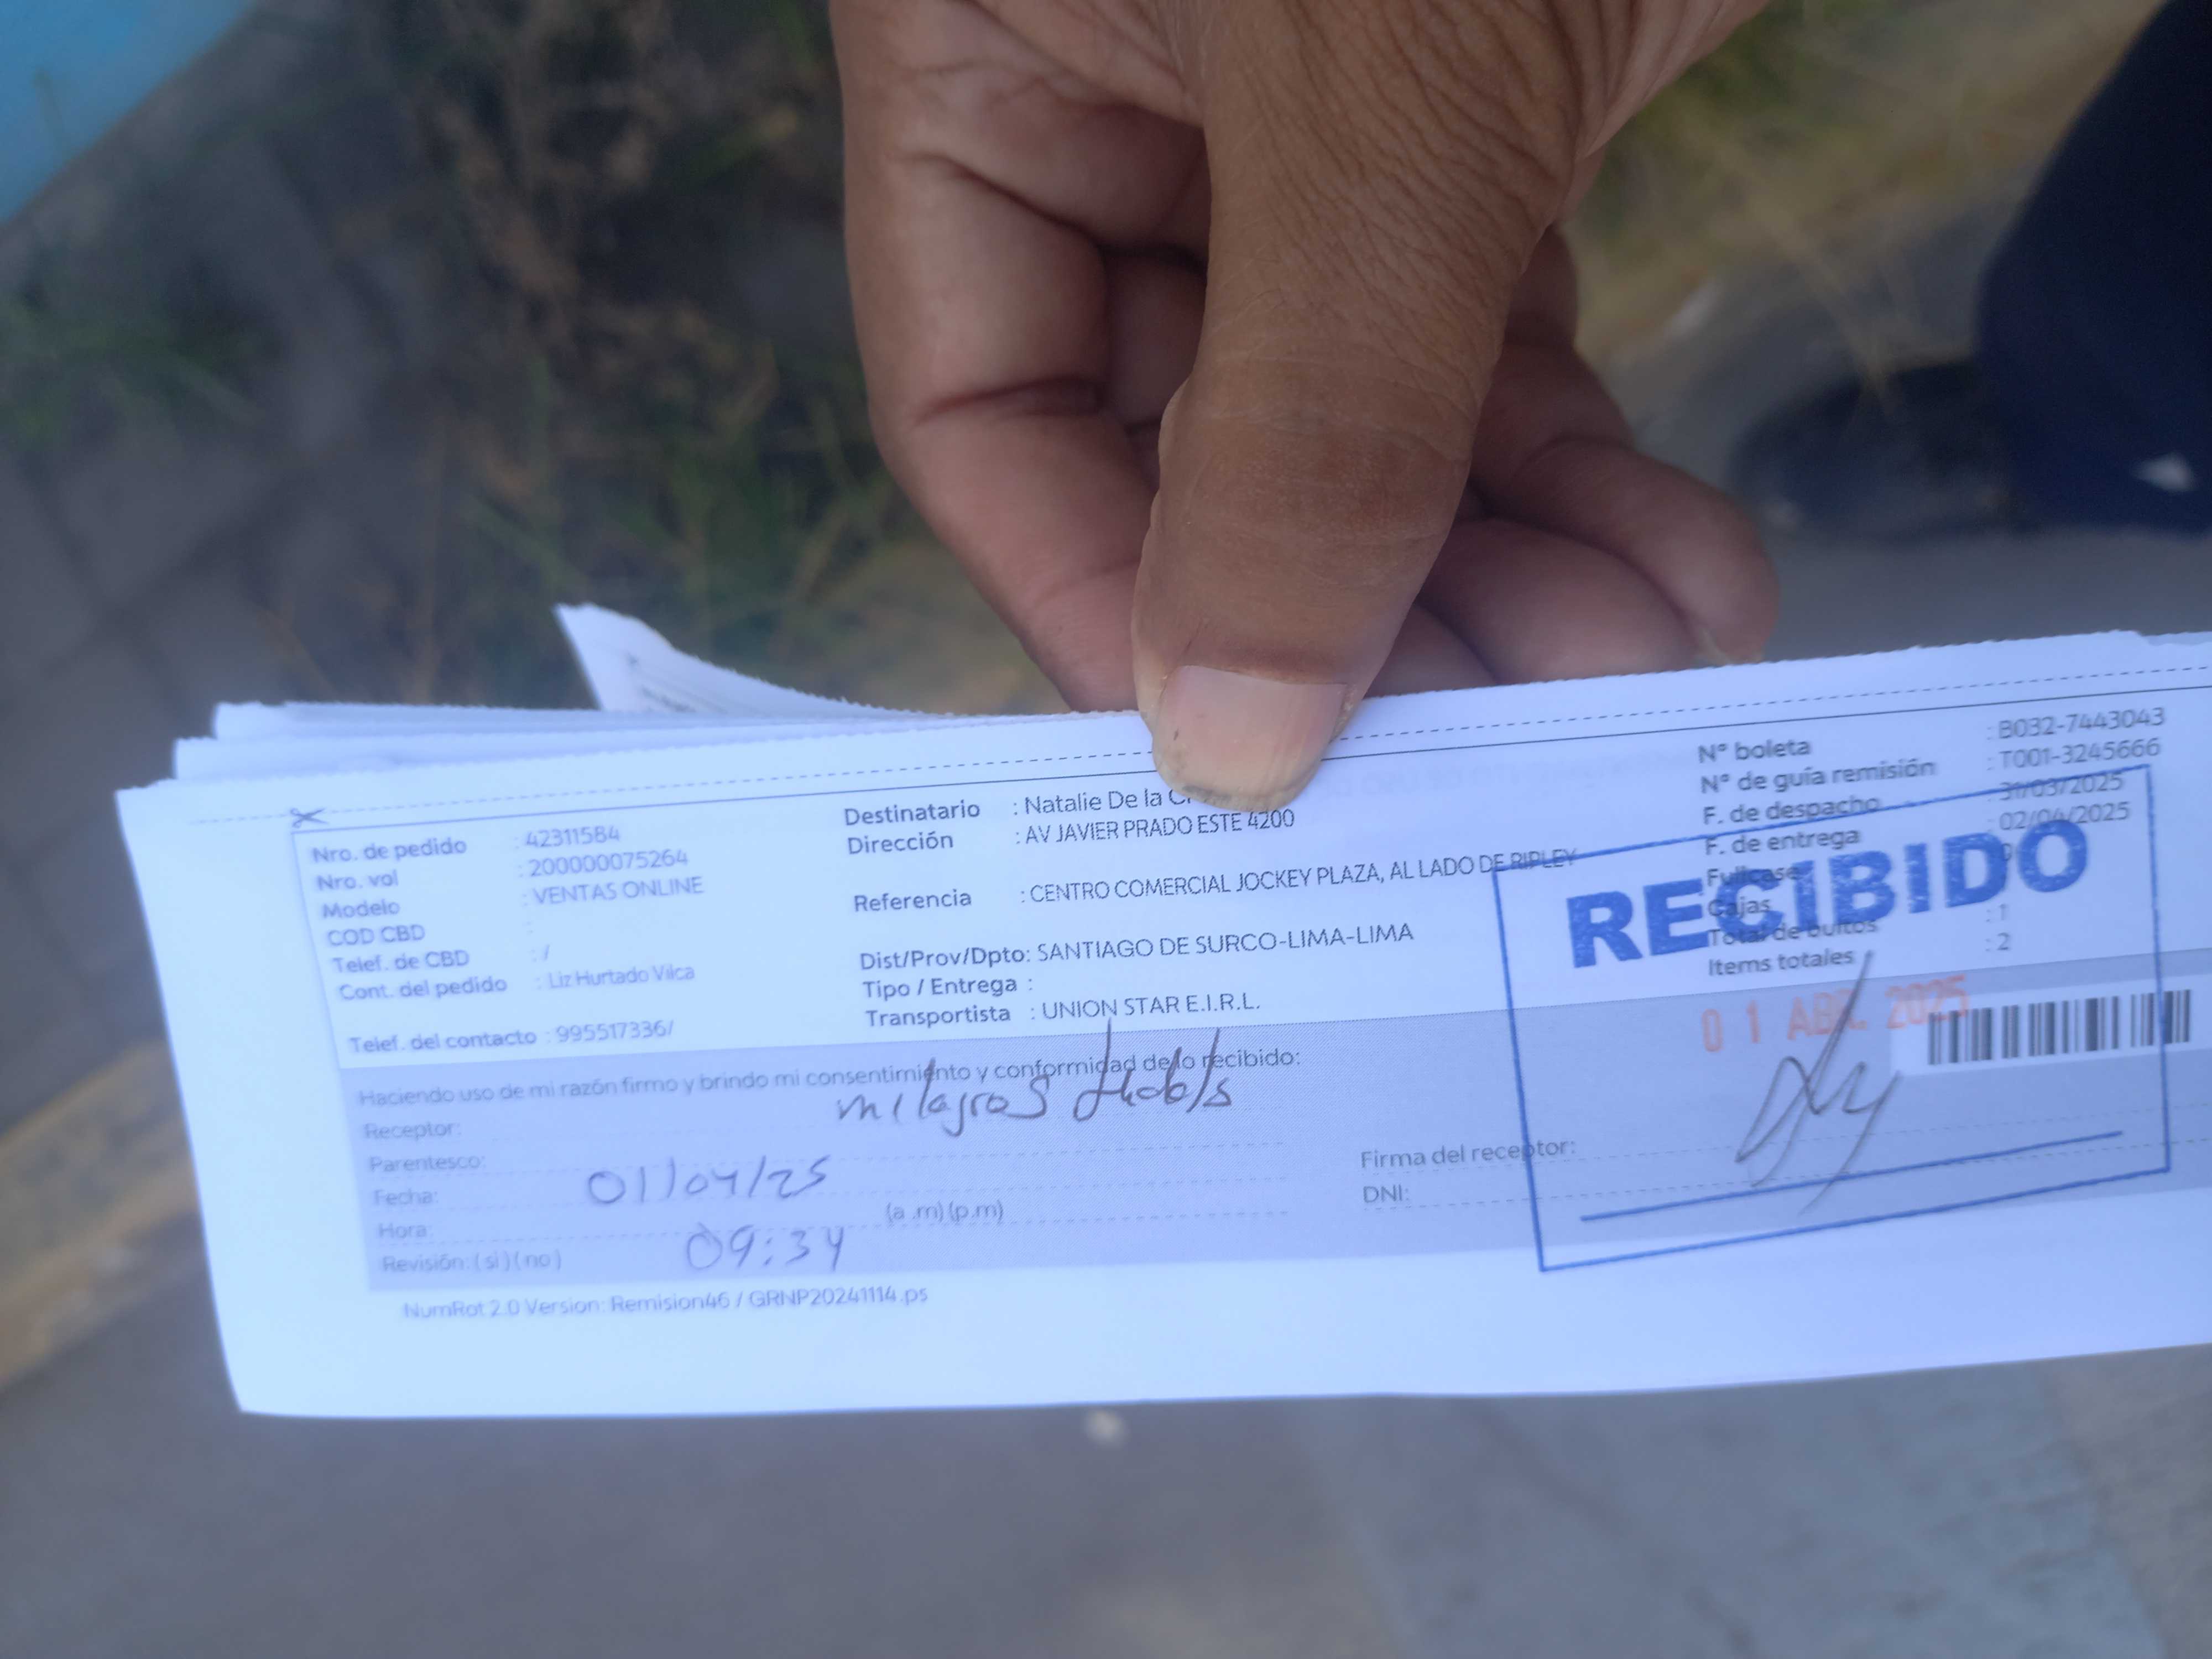 Nro. de pedido : 42311584
Nro. vol : 200000075264
Modelo : VENTAS ONLINE
COD CBD :
Telef. de CBD : /
Cont. del pedido : Liz Hurtado Vilca
Telef. del contacto : 995517336/
Destinatario : Natalie De la
Dirección : AV JAVIER PRADO ESTE 4200
Referencia : CENTRO COMERCIAL JOCKEY PLAZA, AL LADO DE RIPLEY
Dist/Prov/Dpto: SANTIAGO DE SURCO-LIMA-LIMA
Tipo / Entrega :
Transportista : UNION STAR E.I.R.L.
N° boleta : B032-7443043
N° de guía remisión : T001-3245666
F. de despacho : 31/03/2025
F. de entrega : 02/04/2025
Fullcase
Cajas
Total de bultos : 1
Items totales : 2
RECIBIDO
01 ABR. 2025
Haciendo uso de mi razón firmo y brindo mi consentimiento y conformidad de lo recibido:
Receptor: milagros
Parentesco:
Fecha: 01/04/25
Hora: 09:34 (a .m) (p.m)
Revisión: ( si ) ( no )
Firma del receptor:
DNI:
NumRot 2.0 Version: Remision46 / GRNP20241114.ps